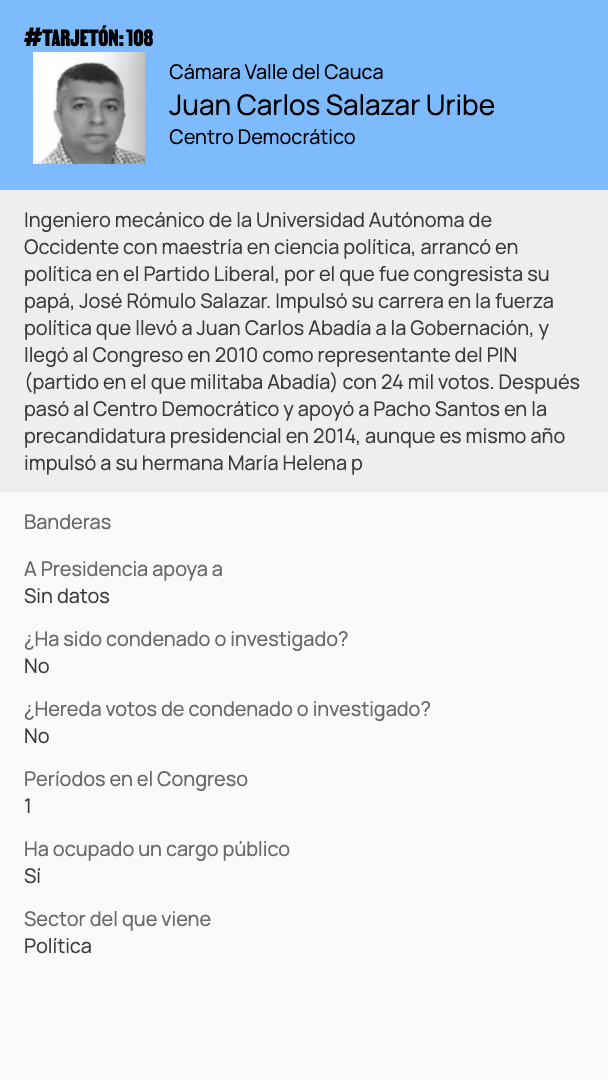 #TARJETÓN: 108
Cámara Valle del Cauca
Juan Carlos Salazar Uribe
Centro Democrático
Ingeniero mecánico de la Universidad Autónoma de
Occidente con maestría en ciencia política, arrancó en
política en el Partido Liberal, por el que fue congresista su
papá, José Rómulo Salazar. Impulsó su carrera en la fuerza
política que llevó a Juan Carlos Abadía a la Gobernación, y
llegó al Congreso en 2010 como representante del PIN
(partido en el que militaba Abadía) con 24 mil votos. Después
pasó al Centro Democrático y apoyó a Pacho Santos en la
precandidatura presidencial en 2014, aunque es mismo año
impulsó a su hermana María Helena p
Banderas
A Presidencia apoya a
Sin datos
¿Ha sido condenado o investigado?
No
¿Hereda votos de condenado o investigado?
No
Períodos en el Congreso
1
Ha ocupado un cargo público
Sí
Sector del que viene
Política